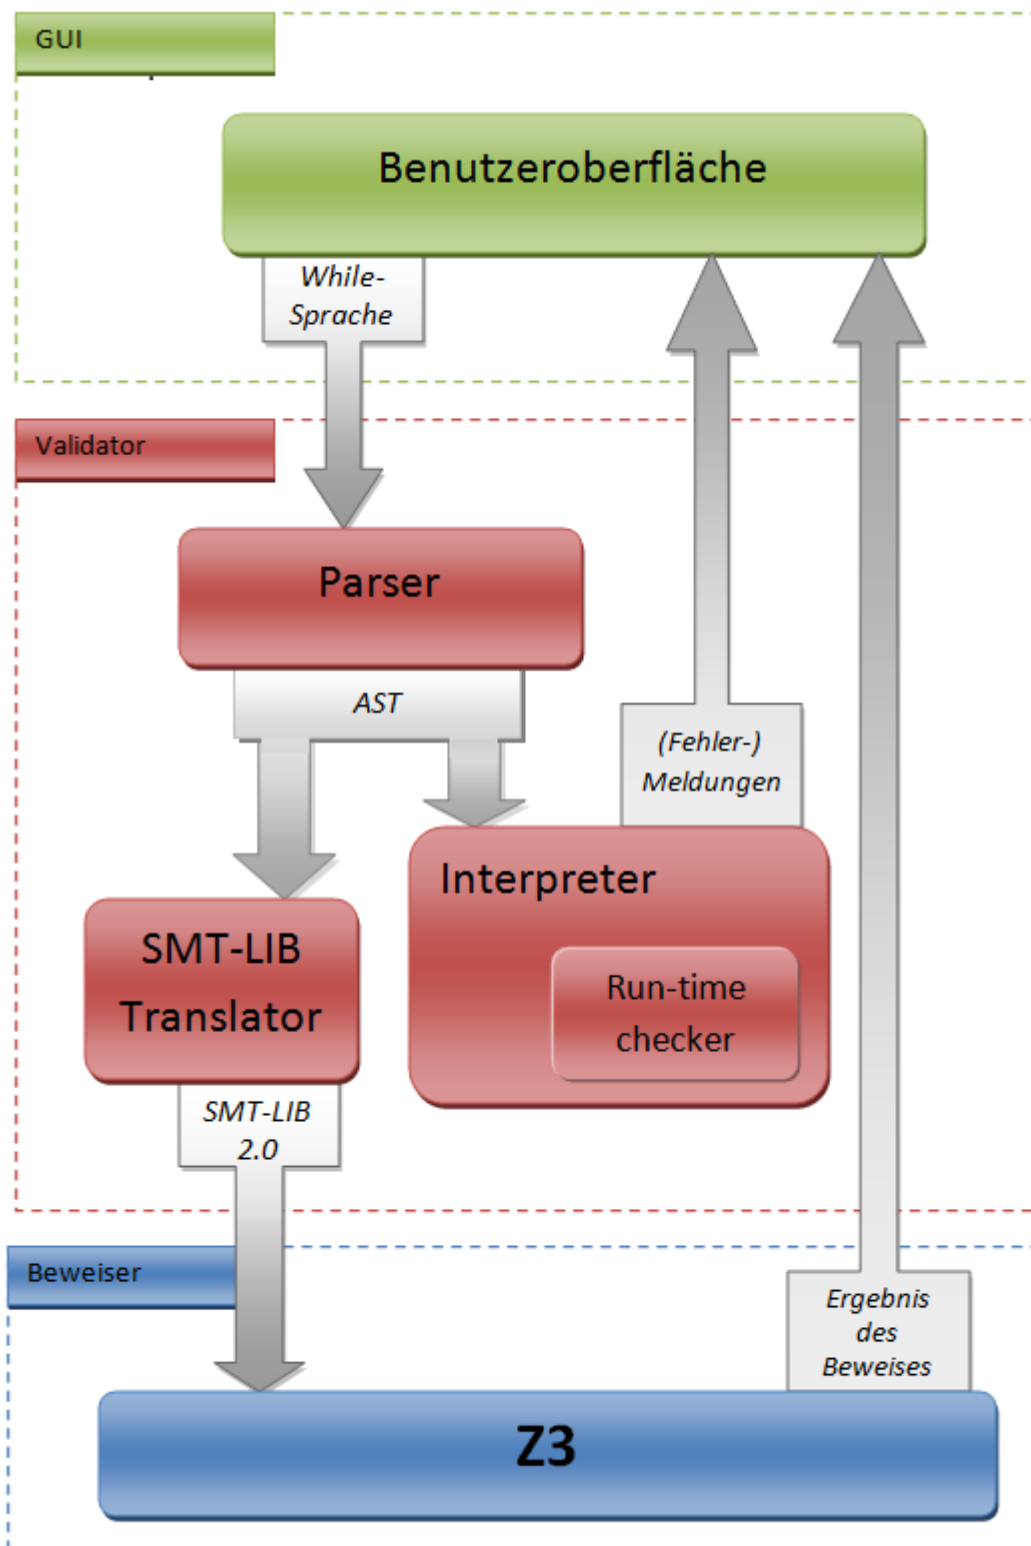 GUI
Benutzeroberfläche
While-
Sprache
Validator
Parser
AST
(Fehler-)
Meldungen
Interpreter
Run-time
checker
SMT-LIB
Translator
SMT-LIB
2.0
Beweiser
Ergebnis
des
Beweises
Z3